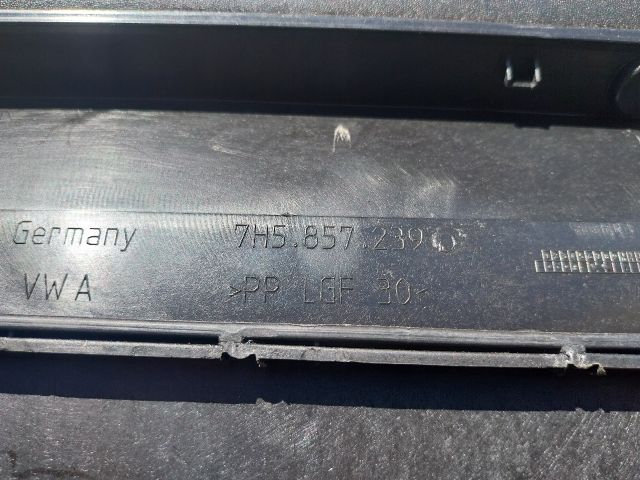 Germany 7H5.857.239
VWA >PP LGF 30<